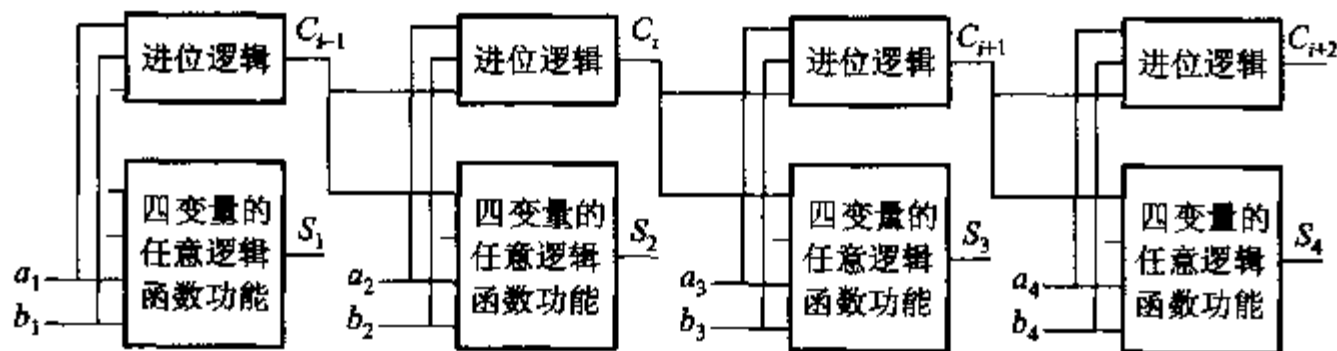 进位逻辑
C_{i-1}
进位逻辑
C_i
进位逻辑
C_{i+1}
进位逻辑
C_{i+2}
四变量的
任意逻辑
函数功能
S_1
a_1
b_1
四变量的
任意逻辑
函数功能
S_2
a_2
b_2
四变量的
任意逻辑
函数功能
S_3
a_3
b_3
四变量的
任意逻辑
函数功能
S_4
a_4
b_4